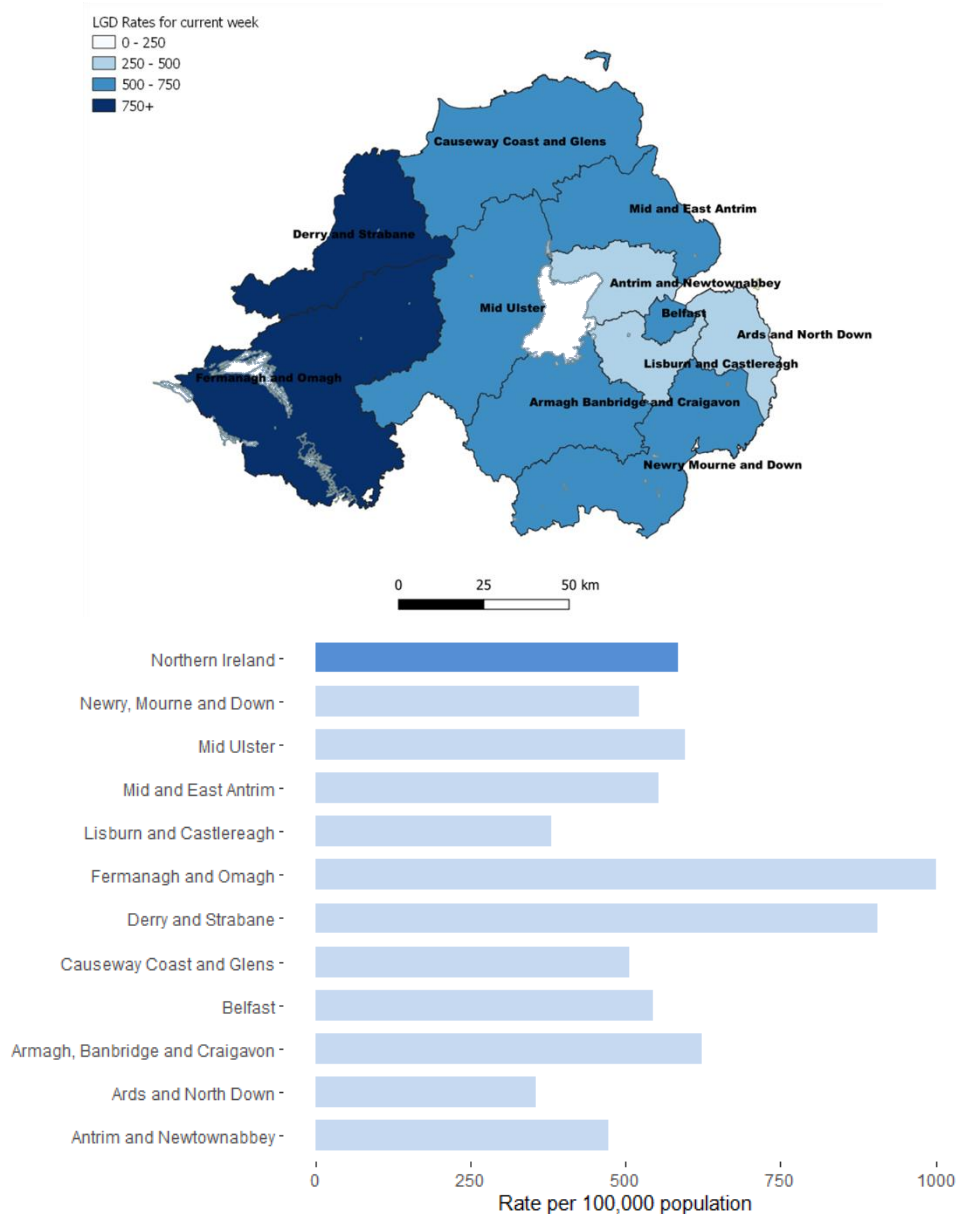 LGD Rates for current week
0 - 250
250 - 500
500 - 750
750+
Causeway Coast and Glens
Mid and East Antrim
Derry and Strabane
Antrim and Newtownabbey
Mid Ulster
Belfast
Ards and North Down
Lisburn and Castlereagh
Fermanagh and Omagh
Armagh Banbridge and Craigavon
Newry Mourne and Down
0 25 50 km
Northern Ireland
Newry, Mourne and Down
Mid Ulster
Mid and East Antrim
Lisburn and Castlereagh
Fermanagh and Omagh
Derry and Strabane
Causeway Coast and Glens
Belfast
Armagh, Banbridge and Craigavon
Ards and North Down
Antrim and Newtownabbey
0 250 500 750 1000
Rate per 100,000 population